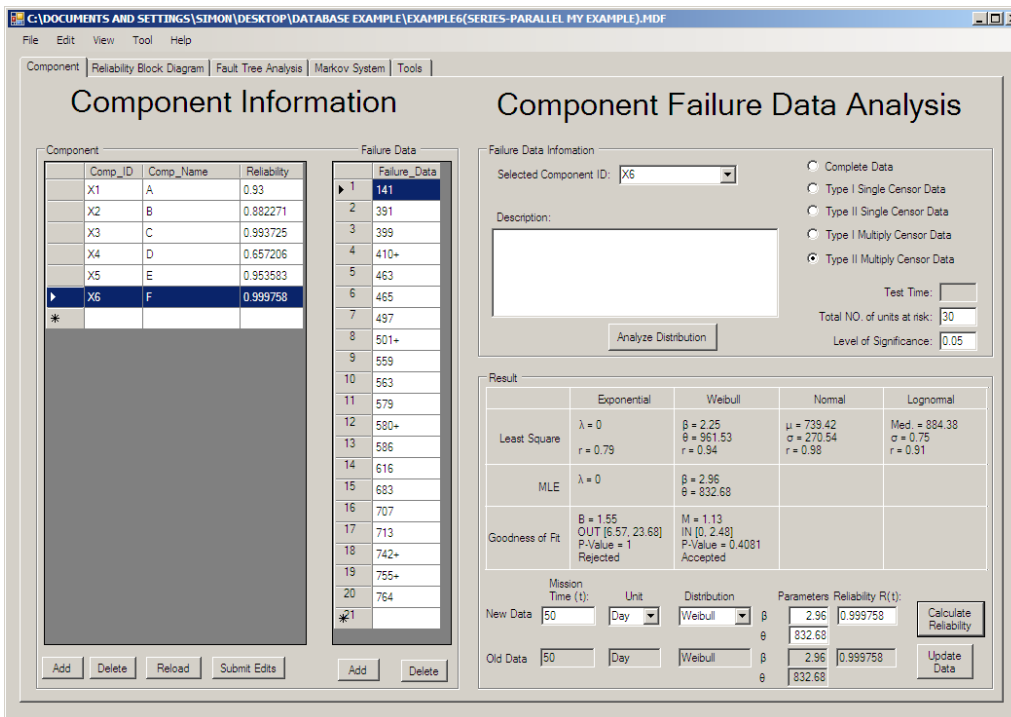 C:\DOCUMENTS AND SETTINGS\SIMON\DESKTOP\DATABASE EXAMPLE\EXAMPLE6(SERIES-PARALLEL MY EXAMPLE).MDF
File Edit View Tool Help
Component Reliability Block Diagram Fault Tree Analysis Markov System Tools
Component Information
Component
Comp_ID Comp_Name Reliability
X1 A 0.93
X2 B 0.882271
X3 C 0.993725
X4 D 0.657206
X5 E 0.953583
X6 F 0.999758
Add Delete Reload Submit Edits
Failure Data
Failure_Data
1 141
2 391
3 399
4 410+
5 463
6 465
7 497
8 501+
9 559
10 563
11 579
12 580+
13 586
14 616
15 683
16 707
17 713
18 742+
19 755+
20 764
21
Add Delete
Component Failure Data Analysis
Failure Data Infomation
Selected Component ID: X6
Description:
Complete Data
Type I Single Censor Data
Type II Single Censor Data
Type I Multiply Censor Data
Type II Multiply Censor Data
Test Time:
Total NO. of units at risk: 30
Level of Significance: 0.05
Analyze Distribution
Result
Exponential Weibull Normal Lognormal
Least Square
λ = 0
r = 0.79
β = 2.25
θ = 961.53
r = 0.94
μ = 739.42
σ = 270.54
r = 0.98
Med. = 884.38
σ = 0.75
r = 0.91
MLE
λ = 0
β = 2.96
θ = 832.68
Goodness of Fit
B = 1.55
OUT [6.57, 23.68]
P-Value = 1
Rejected
M = 1.13
IN [0, 2.48]
P-Value = 0.4081
Accepted
Mission
Time (t): Unit Distribution Parameters Reliability R(t):
New Data 50 Day Weibull β 2.96 0.999758
θ 832.68
Calculate
Reliability
Old Data 50 Day Weibull β 2.96 0.999758
θ 832.68
Update
Data